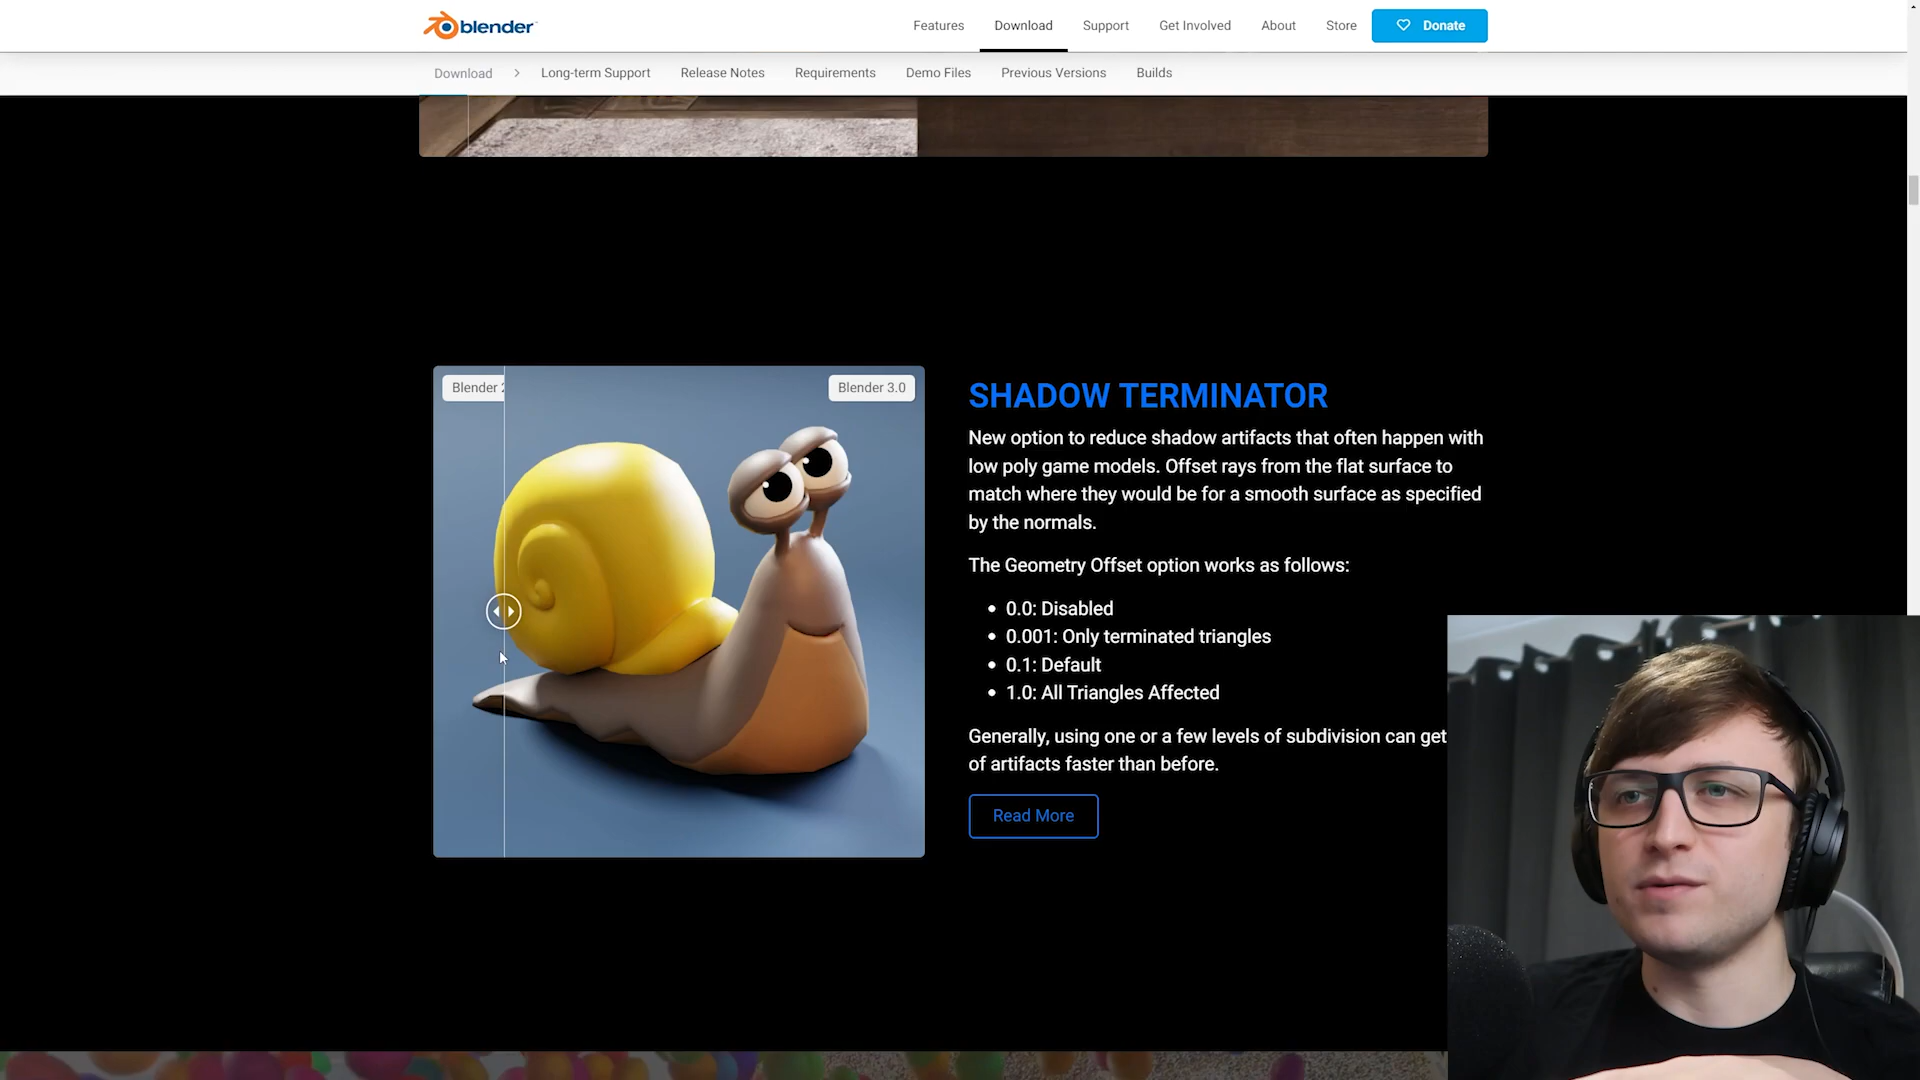 blender
Features
Download
Support
Get Involved
About
Store
Donate
Download
Long-term Support
Release Notes
Requirements
Demo Files
Previous Versions
Builds
Blender
Blender 3.0
SHADOW TERMINATOR
New option to reduce shadow artifacts that often happen with
low poly game models. Offset rays from the flat surface to
match where they would be for a smooth surface as specified
by the normals.
The Geometry Offset option works as follows:
0.0: Disabled
0.001: Only terminated triangles
0.1: Default
1.0: All Triangles Affected
Generally, using one or a few levels of subdivision can get
of artifacts faster than before.
Read More